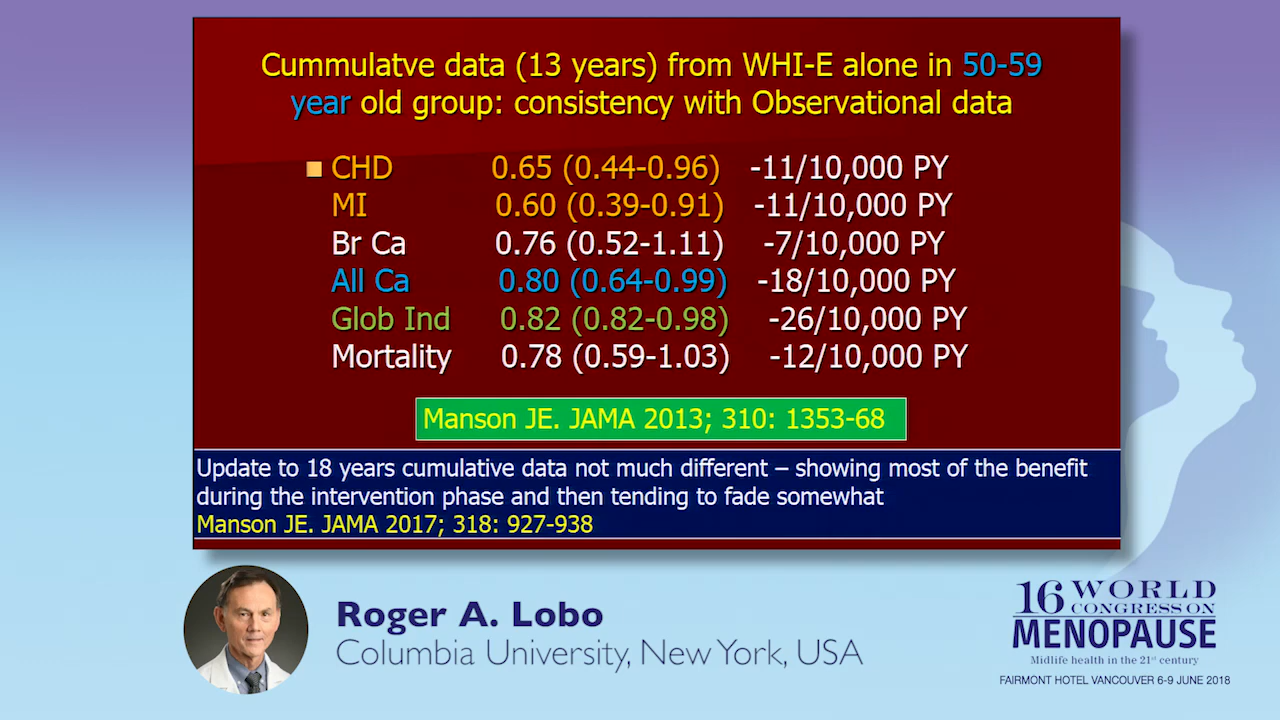 Cummulatve data (13 years) from WHI-E alone in 50-59
year old group: consistency with Observational data
CHD 0.65 (0.44-0.96) -11/10,000 PY
MI 0.60 (0.39-0.91) -11/10,000 PY
Br Ca 0.76 (0.52-1.11) -7/10,000 PY
All Ca 0.80 (0.64-0.99) -18/10,000 PY
Glob Ind 0.82 (0.82-0.98) -26/10,000 PY
Mortality 0.78 (0.59-1.03) -12/10,000 PY
Manson JE. JAMA 2013; 310: 1353-68
Update to 18 years cumulative data not much different – showing most of the benefit
during the intervention phase and then tending to fade somewhat
Manson JE. JAMA 2017; 318: 927-938
Roger A. Lobo
Columbia University, New York, USA
16 WORLD
CONGRESS ON
MENOPAUSE
Midlife health in the 21st century
FAIRMONT HOTEL VANCOUVER 6-9 JUNE 2018